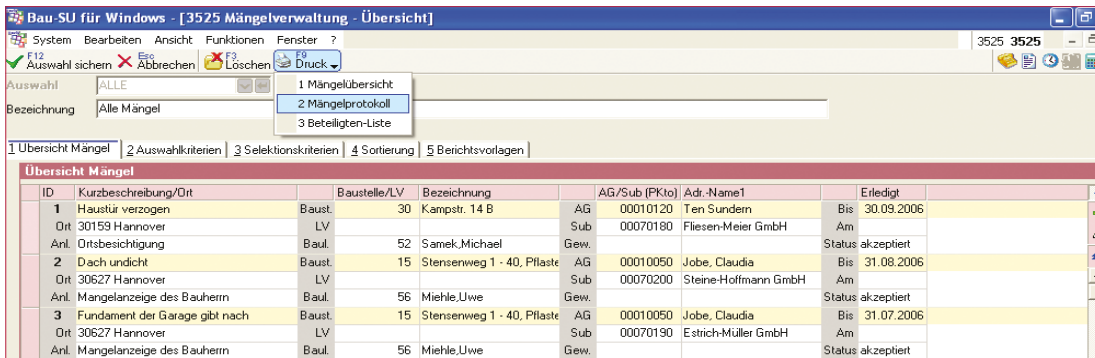 Bau-SU für Windows - [3525 Mängelverwaltung - Übersicht]
System Bearbeiten Ansicht Funktionen Fenster ? 3525 3525
F12 Auswahl sichern Esc Abbrechen F3 Löschen F9 Druck
Auswahl ALLE
1 Mängelübersicht
Bezeichnung Alle Mängel
2 Mängelprotokoll
3 Beteiligten-Liste
1 Übersicht Mängel 2 Auswahlkriterien 3 Selektionskriterien 4 Sortierung 5 Berichtsvorlagen
Übersicht Mängel
ID Kurzbeschreibung/Ort Baustelle/LV Bezeichnung AG/Sub (PKto) Adr.-Name1 Erledigt
1 Haustür verzogen Baust. 30 Kampstr. 14 B AG 00010120 Ten Sundern Bis 30.09.2006
Ort 30159 Hannover LV Sub 00070180 Fliesen-Meier GmbH Am
Anl. Ortsbesichtigung Baul. 52 Samek,Michael Gew. Status akzeptiert
2 Dach undicht Baust. 15 Stensenweg 1 - 40, Pflaste AG 00010050 Jobe, Claudia Bis 31.08.2006
Ort 30627 Hannover LV Sub 00070200 Steine-Hoffmann GmbH Am
Anl. Mangelanzeige des Bauherrn Baul. 56 Miehle,Uwe Gew. Status akzeptiert
3 Fundament der Garage gibt nach Baust. 15 Stensenweg 1 - 40, Pflaste AG 00010050 Jobe, Claudia Bis 31.07.2006
Ort 30627 Hannover LV Sub 00070190 Estrich-Müller GmbH Am
Anl. Mangelanzeige des Bauherrn Baul. 56 Miehle,Uwe Gew. Status akzeptiert